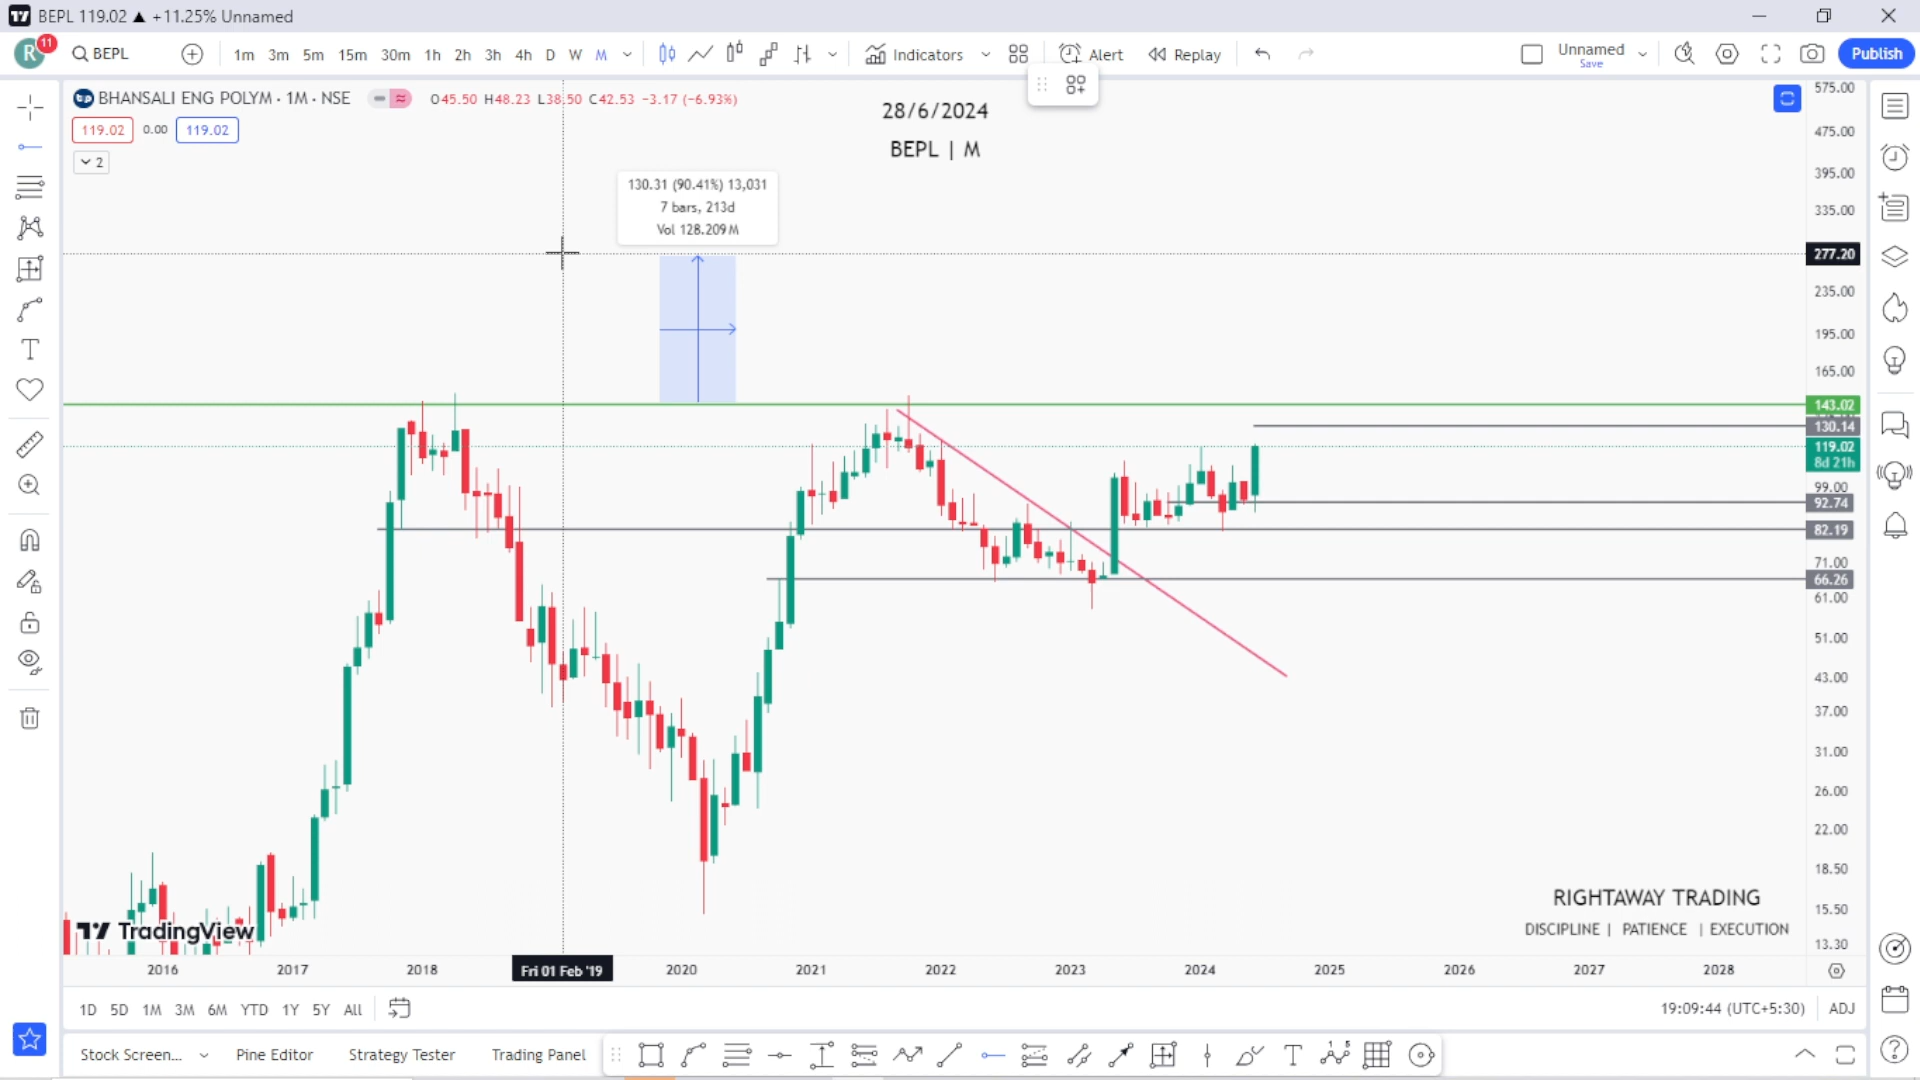 BEPL 119.02 ▲ +11.25% Unnamed
R 11 BEPL 1m 3m 5m 15m 30m 1h 2h 3h 4h D W M Indicators Alert Replay Unnamed Save Publish
BHANSALI ENG POLYM · 1M · NSE O45.50 H48.23 L38.50 C42.53 −3.17 (−6.93%)
119.02 0.00 119.02
2
28/6/2024
BEPL | M
130.31 (90.41%) 13,031
7 bars, 213d
Vol 128.209 M
575.00
475.00
395.00
335.00
277.20
235.00
195.00
165.00
143.02
130.14
119.02
8d 21h
99.00
92.74
82.19
71.00
66.26
61.00
51.00
43.00
37.00
31.00
26.00
22.00
18.50
15.50
13.30
RIGHTAWAY TRADING
DISCIPLINE | PATIENCE | EXECUTION
TradingView
2016 2017 2018 Fri 01 Feb '19 2020 2021 2022 2023 2024 2025 2026 2027 2028
1D 5D 1M 3M 6M YTD 1Y 5Y All 19:09:44 (UTC+5:30) ADJ
Stock Screen... Pine Editor Strategy Tester Trading Panel